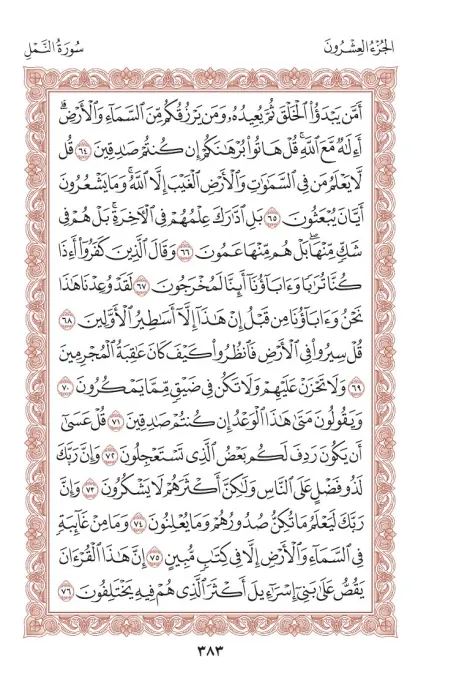 الجُزْءُ العِشْرُونَ
سُورَةُ النَّمْلِ
أَمَّن يَبْدَؤُا۟ ٱلْخَلْقَ ثُمَّ يُعِيدُهُۥ وَمَن يَرْزُقُكُم مِّنَ ٱلسَّمَآءِ وَٱلْأَرْضِ ۗ
أَءِلَٰهٌ مَّعَ ٱللَّهِ ۚ قُلْ هَاتُوا۟ بُرْهَٰنَكُمْ إِن كُنتُمْ صَٰدِقِينَ ٦٤ قُل
لَّا يَعْلَمُ مَن فِى ٱلسَّمَٰوَٰتِ وَٱلْأَرْضِ ٱلْغَيْبَ إِلَّا ٱللَّهُ ۚ وَمَا يَشْعُرُونَ
أَيَّانَ يُبْعَثُونَ ٦٥ بَلِ ٱدَّٰرَكَ عِلْمُهُمْ فِى ٱلْءَاخِرَةِ ۚ بَلْ هُمْ فِى
شَكٍّ مِّنْهَا ۖ بَلْ هُم مِّنْهَا عَمُونَ ٦٦ وَقَالَ ٱلَّذِينَ كَفَرُوٓا۟ أَءِذَا
كُنَّا تُرَٰبًا وَءَابَآؤُنَآ أَئِنَّا لَمُخْرَجُونَ ٦٧ لَقَدْ وُعِدْنَا هَٰذَا
نَحْنُ وَءَابَآؤُنَا مِن قَبْلُ إِنْ هَٰذَآ إِلَّآ أَسَٰطِيرُ ٱلْأَوَّلِينَ ٦٨
قُلْ سِيرُوا۟ فِى ٱلْأَرْضِ فَٱنظُرُوا۟ كَيْفَ كَانَ عَٰقِبَةُ ٱلْمُجْرِمِينَ
٦٩ وَلَا تَحْزَنْ عَلَيْهِمْ وَلَا تَكُن فِى ضَيْقٍ مِّمَّا يَمْكُرُونَ ٧٠
وَيَقُولُونَ مَتَىٰ هَٰذَا ٱلْوَعْدُ إِن كُنتُمْ صَٰدِقِينَ ٧١ قُلْ عَسَىٰٓ
أَن يَكُونَ رَدِفَ لَكُم بَعْضُ ٱلَّذِى تَسْتَعْجِلُونَ ٧٢ وَإِنَّ رَبَّكَ
لَذُو فَضْلٍ عَلَى ٱلنَّاسِ وَلَٰكِنَّ أَكْثَرَهُمْ لَا يَشْكُرُونَ ٧٣ وَإِنَّ
رَبَّكَ لَيَعْلَمُ مَا تُكِنُّ صُدُورُهُمْ وَمَا يُعْلِنُونَ ٧٤ وَمَا مِنْ غَآئِبَةٍ
فِى ٱلسَّمَآءِ وَٱلْأَرْضِ إِلَّا فِى كِتَٰبٍ مُّبِينٍ ٧٥ إِنَّ هَٰذَا ٱلْقُرْءَانَ
يَقُصُّ عَلَىٰ بَنِىٓ إِسْرَٰٓءِيلَ أَكْثَرَ ٱلَّذِى هُمْ فِيهِ يَخْتَلِفُونَ ٧٦
٣٨٣